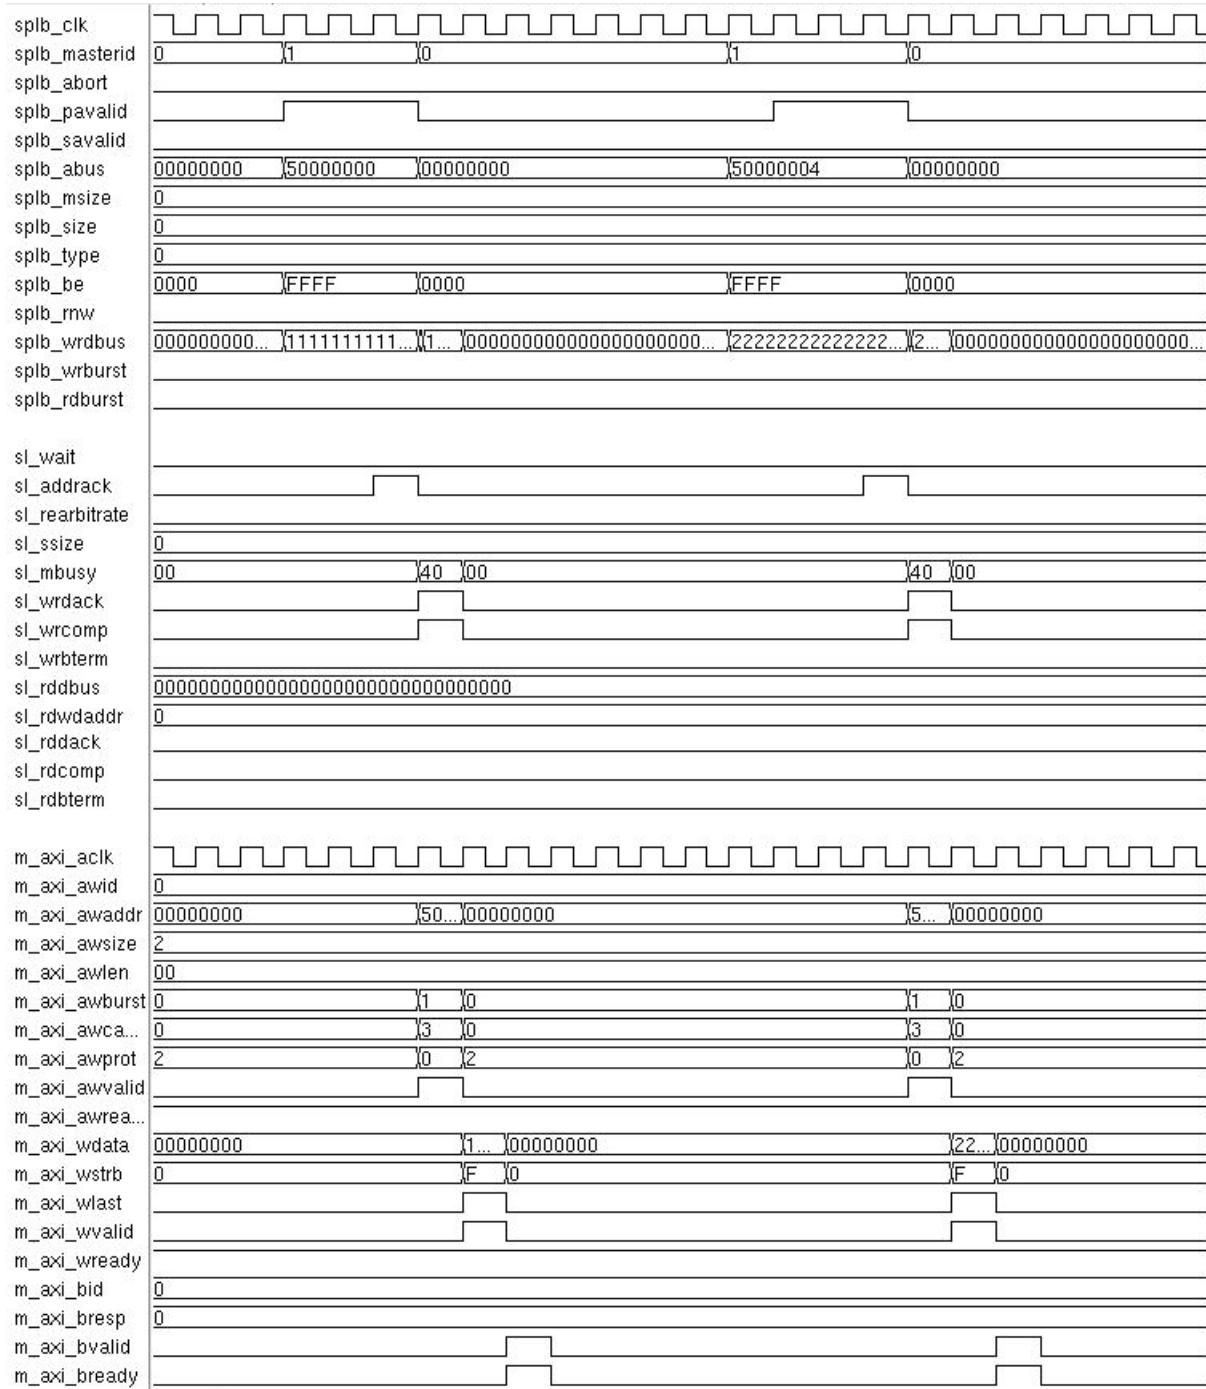 splb_clk
splb_masterid 0 1 0 1 0
splb_abort
splb_pavalid
splb_savalid
splb_abus 00000000 50000000 00000000 50000004 00000000
splb_msize 0
splb_size 0
splb_type 0
splb_be 0000 FFFF 0000 FFFF 0000
splb_rnw
splb_wrdbus 000000000... 1111111111... 1... 000000000000000000000... 22222222222222... 2... 000000000000000000000...
splb_wrburst
splb_rdburst
sl_wait
sl_addrack
sl_rearbitrate
sl_ssize 0
sl_mbusy 00 40 00 40 00
sl_wrdack
sl_wrcomp
sl_wrbterm
sl_rddbus 00000000000000000000000000000000
sl_rdwdaddr 0
sl_rddack
sl_rdcomp
sl_rdbterm
m_axi_aclk
m_axi_awid 0
m_axi_awaddr 00000000 50... 00000000 5... 00000000
m_axi_awsize 2
m_axi_awlen 00
m_axi_awburst 0 1 0 1 0
m_axi_awca... 0 3 0 3 0
m_axi_awprot 2 0 2 0 2
m_axi_awvalid
m_axi_awrea...
m_axi_wdata 00000000 1... 00000000 22... 00000000
m_axi_wstrb 0 F 0 F 0
m_axi_wlast
m_axi_wvalid
m_axi_wready
m_axi_bid 0
m_axi_bresp 0
m_axi_bvalid
m_axi_bready